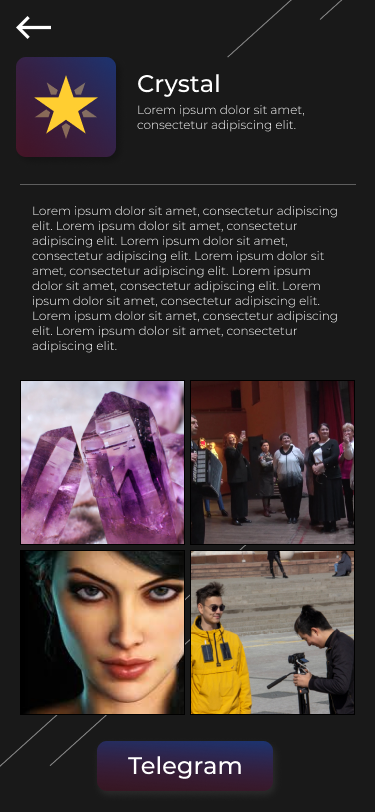 Crystal
Lorem ipsum dolor sit amet,
consectetur adipiscing elit.
Lorem ipsum dolor sit amet, consectetur adipiscing
elit. Lorem ipsum dolor sit amet, consectetur
adipiscing elit. Lorem ipsum dolor sit amet,
consectetur adipiscing elit. Lorem ipsum dolor sit
amet, consectetur adipiscing elit. Lorem ipsum
dolor sit amet, consectetur adipiscing elit. Lorem
ipsum dolor sit amet, consectetur adipiscing elit.
Lorem ipsum dolor sit amet, consectetur adipiscing
elit. Lorem ipsum dolor sit amet, consectetur
adipiscing elit.
Telegram